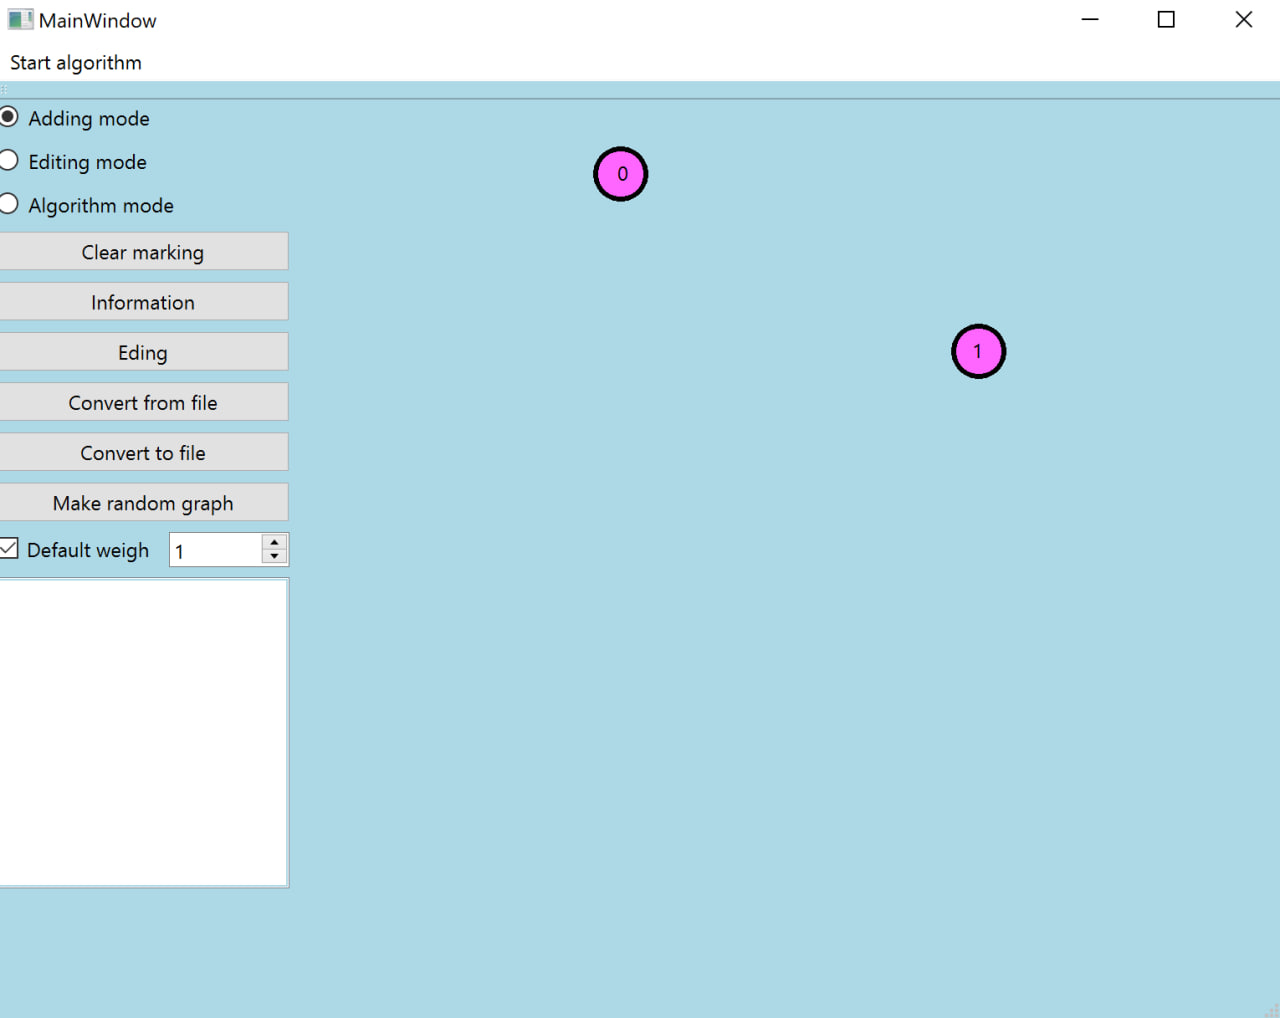 MainWindow
Start algorithm
Adding mode
0
Editing mode
Algorithm mode
Clear marking
Information
1
Eding
Convert from file
Convert to file
Make random graph
Default weigh 1